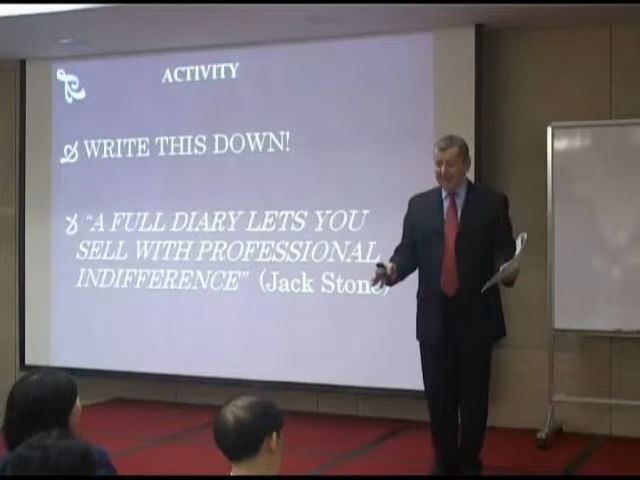 ACTIVITY
WRITE THIS DOWN!
"A FULL DIARY LETS YOU
SELL WITH PROFESSIONAL
INDIFFERENCE" (Jack Stone)